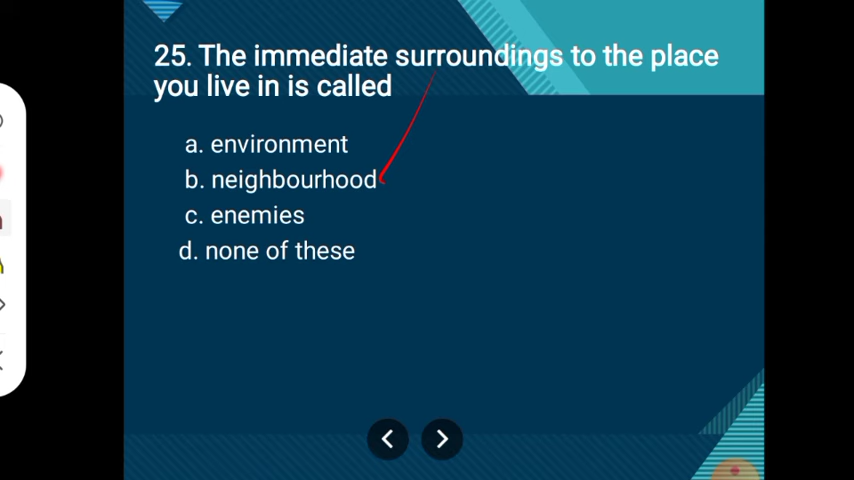 25. The immediate surroundings to the place
you live in is called
a. environment
b. neighbourhood
c. enemies
d. none of these